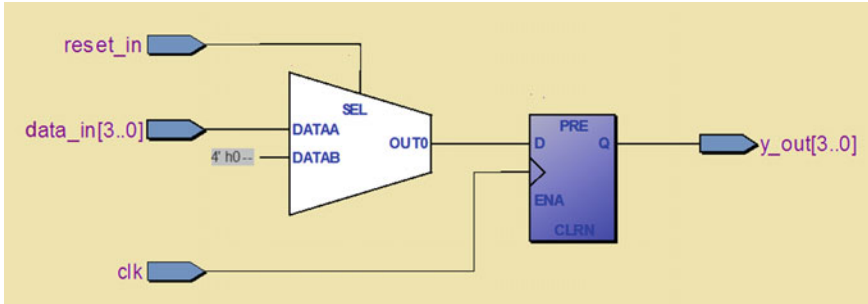 reset_in
SEL
data_in[3..0]
DATAA
4' h0--
DATAB
OUT0
PRE
D
Q
ENA
CLRN
y_out[3..0]
clk